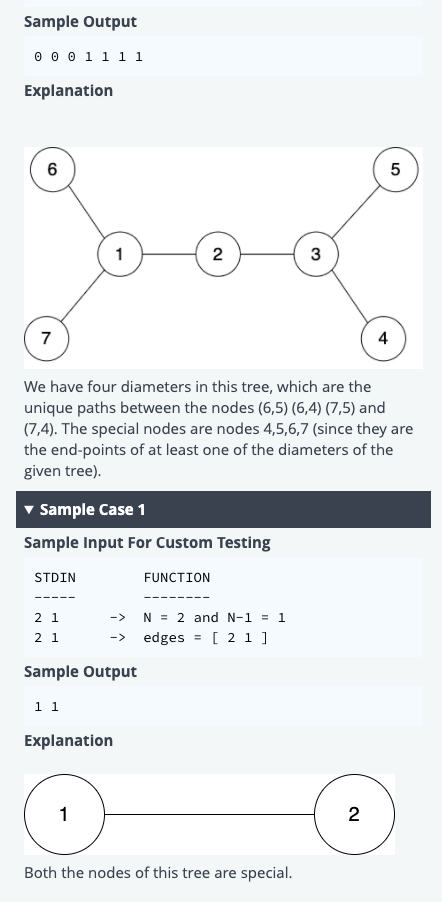 Sample Output
0 0 0 1 1 1 1
Explanation
6
5
1
2
3
7
4
We have four diameters in this tree, which are the
unique paths between the nodes (6,5) (6,4) (7,5) and
(7,4). The special nodes are nodes 4,5,6,7 (since they are
the end-points of at least one of the diameters of the
given tree).
▼ Sample Case 1
Sample Input For Custom Testing
STDIN FUNCTION
----- --------
2 1 -> N = 2 and N-1 = 1
2 1 -> edges = [ 2 1 ]
Sample Output
1 1
Explanation
1
2
Both the nodes of this tree are special.